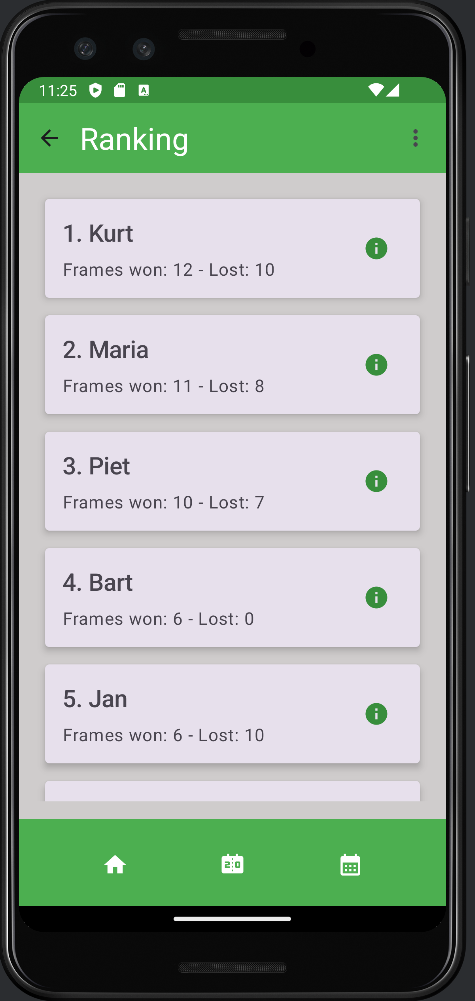 11:25
Ranking
1. Kurt
Frames won: 12 - Lost: 10
2. Maria
Frames won: 11 - Lost: 8
3. Piet
Frames won: 10 - Lost: 7
4. Bart
Frames won: 6 - Lost: 0
5. Jan
Frames won: 6 - Lost: 10
2:0